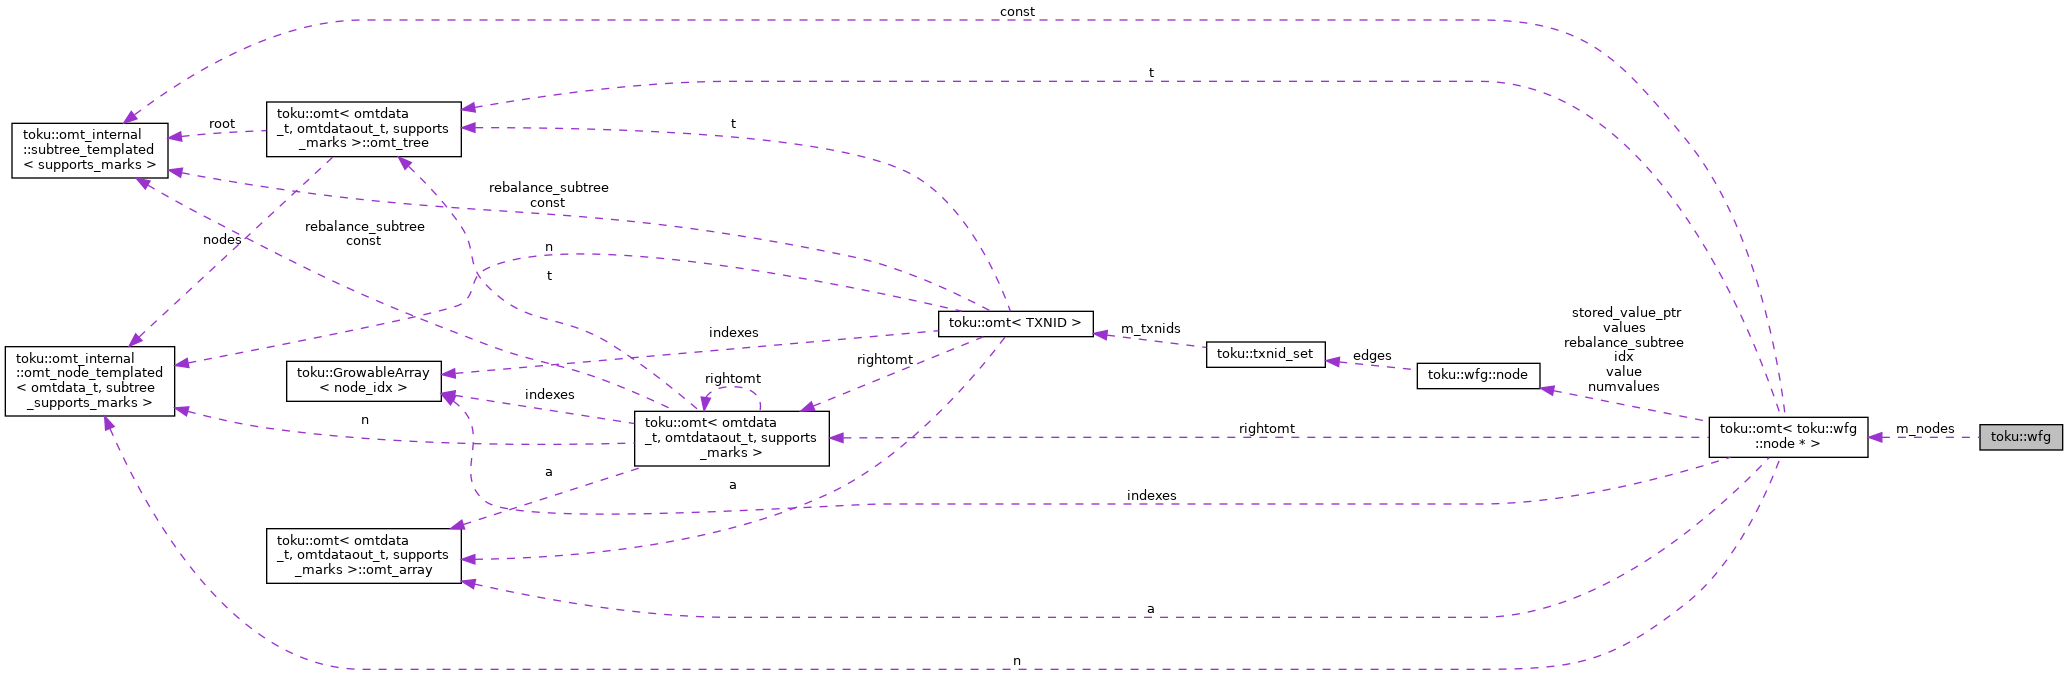 const
t
toku::omt< omtdata
_t, omtdataout_t, supports
_marks >::omt_tree
root
t
toku::omt_internal
::subtree_templated
< supports_marks >
rebalance_subtree
const
rebalance_subtree
const
nodes
n
t
stored_value_ptr
values
rebalance_subtree
idx
value
numvalues
toku::omt< TXNID >
m_txnids
indexes
toku::txnid_set
edges
toku::wfg::node
toku::omt_internal
::omt_node_templated
< omtdata_t, subtree
_supports_marks >
toku::GrowableArray
< node_idx >
rightomt
rightomt
indexes
n
toku::omt< omtdata
_t, omtdataout_t, supports
_marks >
rightomt
toku::omt< toku::wfg
::node * >
m_nodes
toku::wfg
a
a
indexes
toku::omt< omtdata
_t, omtdataout_t, supports
_marks >::omt_array
a
n